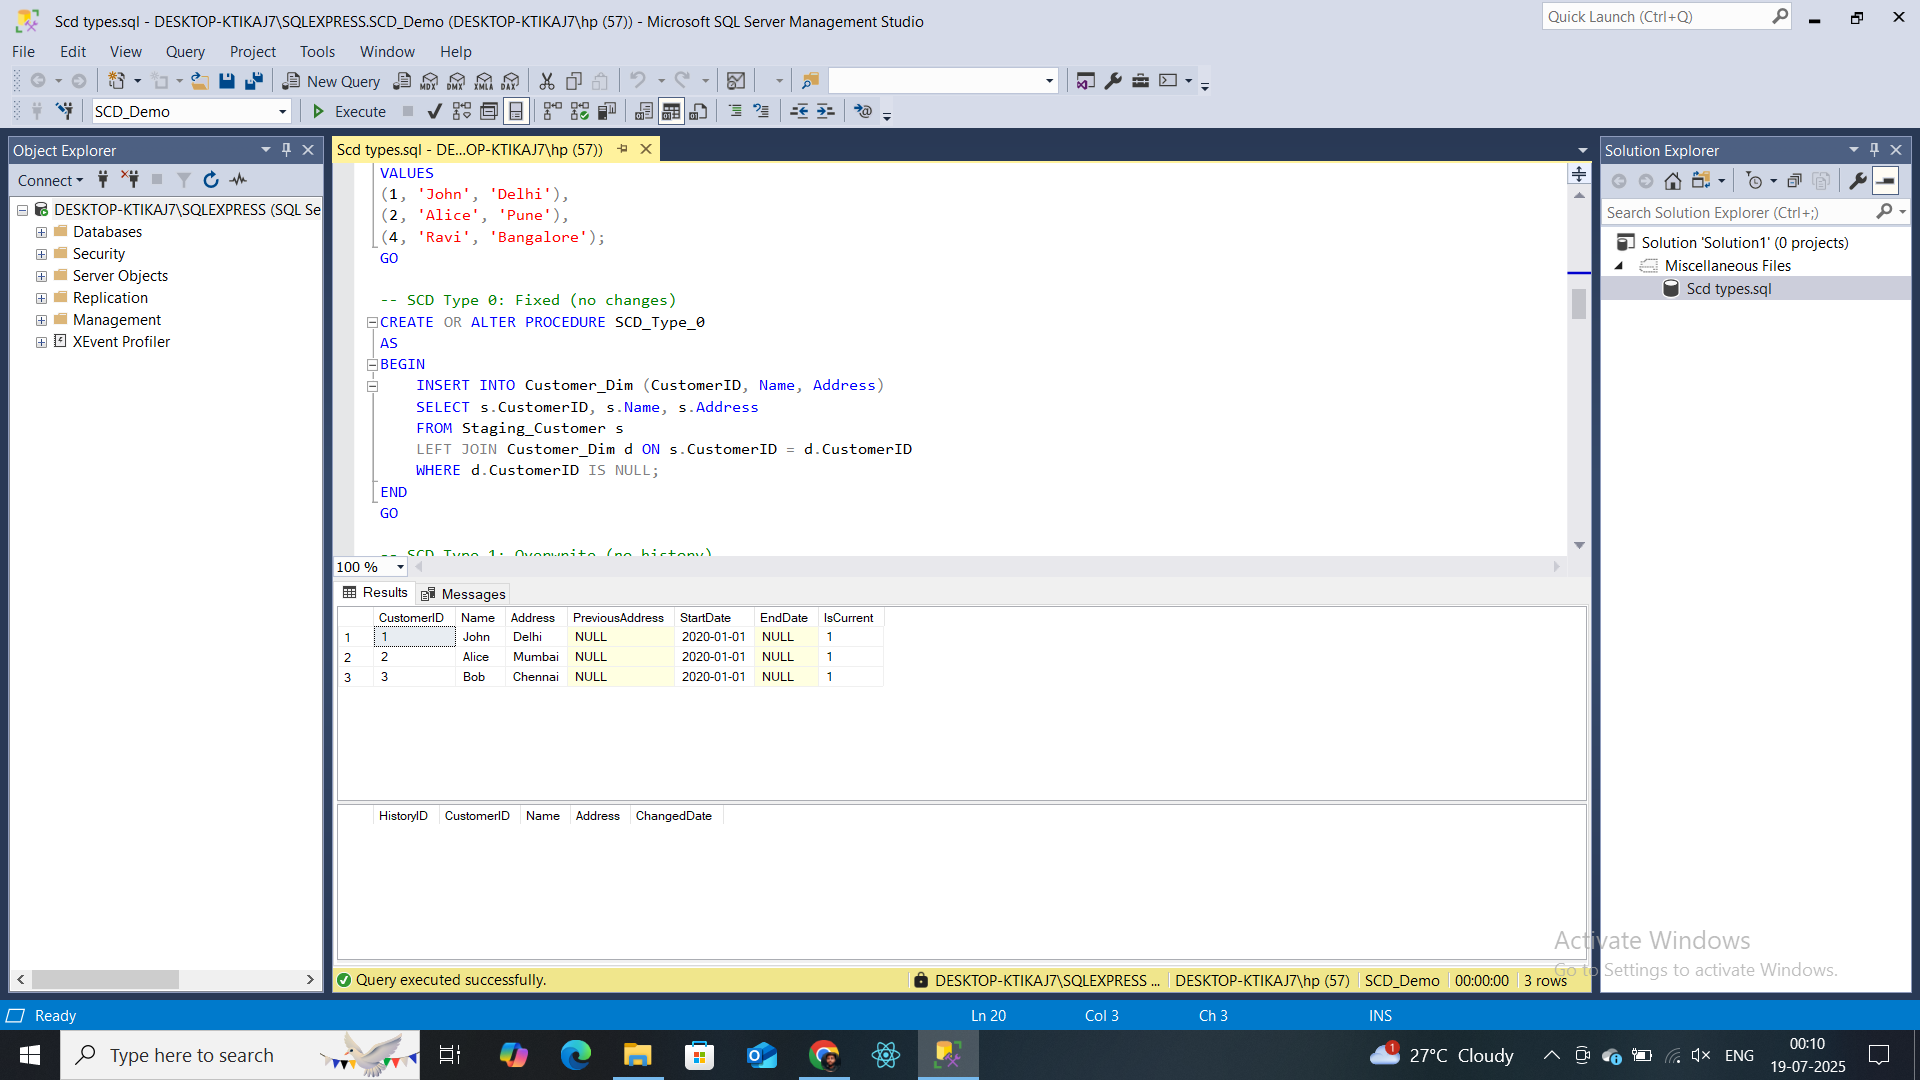 Scd types.sql - DESKTOP-KTIKAJ7\SQLEXPRESS.SCD_Demo (DESKTOP-KTIKAJ7\hp (57)) - Microsoft SQL Server Management Studio
Quick Launch (Ctrl+Q)
File Edit View Query Project Tools Window Help
New Query MDX DMX XMLA DAX
SCD_Demo Execute
Object Explorer
Connect
DESKTOP-KTIKAJ7\SQLEXPRESS (SQL Se
Databases
Security
Server Objects
Replication
Management
XEvent Profiler
Scd types.sql - DE...OP-KTIKAJ7\hp (57))
VALUES
(1, 'John', 'Delhi'),
(2, 'Alice', 'Pune'),
(4, 'Ravi', 'Bangalore');
GO
-- SCD Type 0: Fixed (no changes)
CREATE OR ALTER PROCEDURE SCD_Type_0
AS
BEGIN
INSERT INTO Customer_Dim (CustomerID, Name, Address)
SELECT s.CustomerID, s.Name, s.Address
FROM Staging_Customer s
LEFT JOIN Customer_Dim d ON s.CustomerID = d.CustomerID
WHERE d.CustomerID IS NULL;
END
GO
-- SCD Type 1: Overwrite (no history)
100 %
Results Messages
CustomerID Name Address PreviousAddress StartDate EndDate IsCurrent
1 1 John Delhi NULL 2020-01-01 NULL 1
2 2 Alice Mumbai NULL 2020-01-01 NULL 1
3 3 Bob Chennai NULL 2020-01-01 NULL 1
HistoryID CustomerID Name Address ChangedDate
Query executed successfully. DESKTOP-KTIKAJ7\SQLEXPRESS ... DESKTOP-KTIKAJ7\hp (57) SCD_Demo 00:00:00 3 rows
Solution Explorer
Search Solution Explorer (Ctrl+;)
Solution 'Solution1' (0 projects)
Miscellaneous Files
Scd types.sql
Activate Windows
Go to Settings to activate Windows.
Ready Ln 20 Col 3 Ch 3 INS
Type here to search
1 27°C Cloudy ENG
00:10
19-07-2025